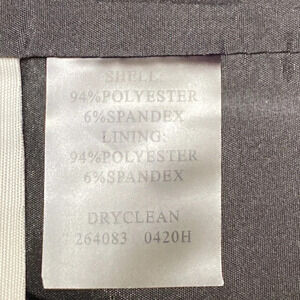 SHELL:
94%POLYESTER
6%SPANDEX
LINING:
94%POLYESTER
6%SPANDEX
DRYCLEAN
264083 0420H